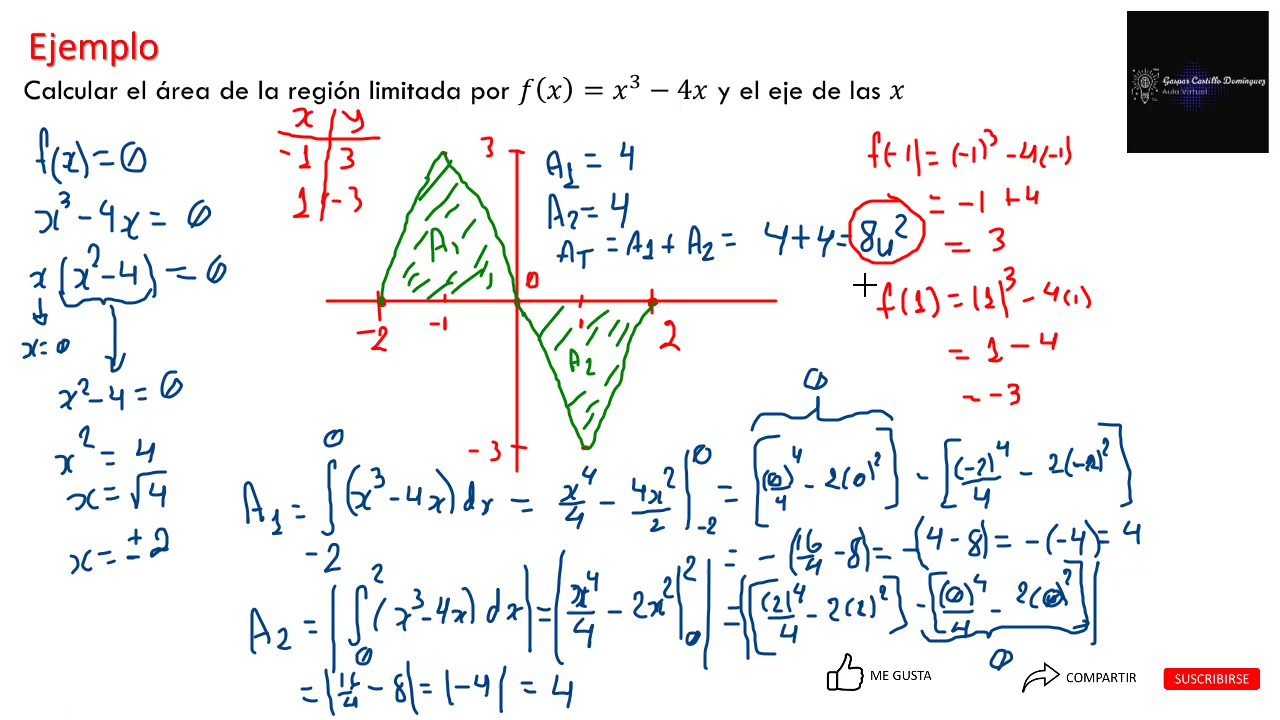 Ejemplo
Gaspar Castillo Domínguez
Aula Virtual
Calcular el área de la región limitada por f(x) = x³ − 4x y el eje de las x
f(x) = 0
x³ − 4x = 0
x(x² − 4) = 0
x = 0
x² − 4 = 0
x² = 4
x = √4
x = ± 2
x | y
-1 | 3
1 | -3
3
A₁
0
-2 -1 1 2
A₂
-3
A₁ = 4
A₂ = 4
A_T = A₁ + A₂ = 4 + 4 = 8u²
f(-1) = (-1)³ - 4(-1)
= -1 + 4
= 3
f(1) = (1)³ - 4(1)
= 1 - 4
= -3
0
A₁ = ∫₋₂⁰ (x³ - 4x) dx = x⁴/4 - 4x²/2 |₋₂⁰ = [(0)⁴/4 - 2(0)²] - [(-2)⁴/4 - 2(-2)²]
= -(16/4 - 8) = -(4 - 8) = -(-4) = 4
A₂ = |∫₀² (x³ - 4x) dx| = |x⁴/4 - 2x² |₀²| = |[(2)⁴/4 - 2(2)²] - [(0)⁴/4 - 2(0)²]|
0
= |16/4 - 8| = |-4| = 4
ME GUSTA
COMPARTIR
SUSCRIBIRSE